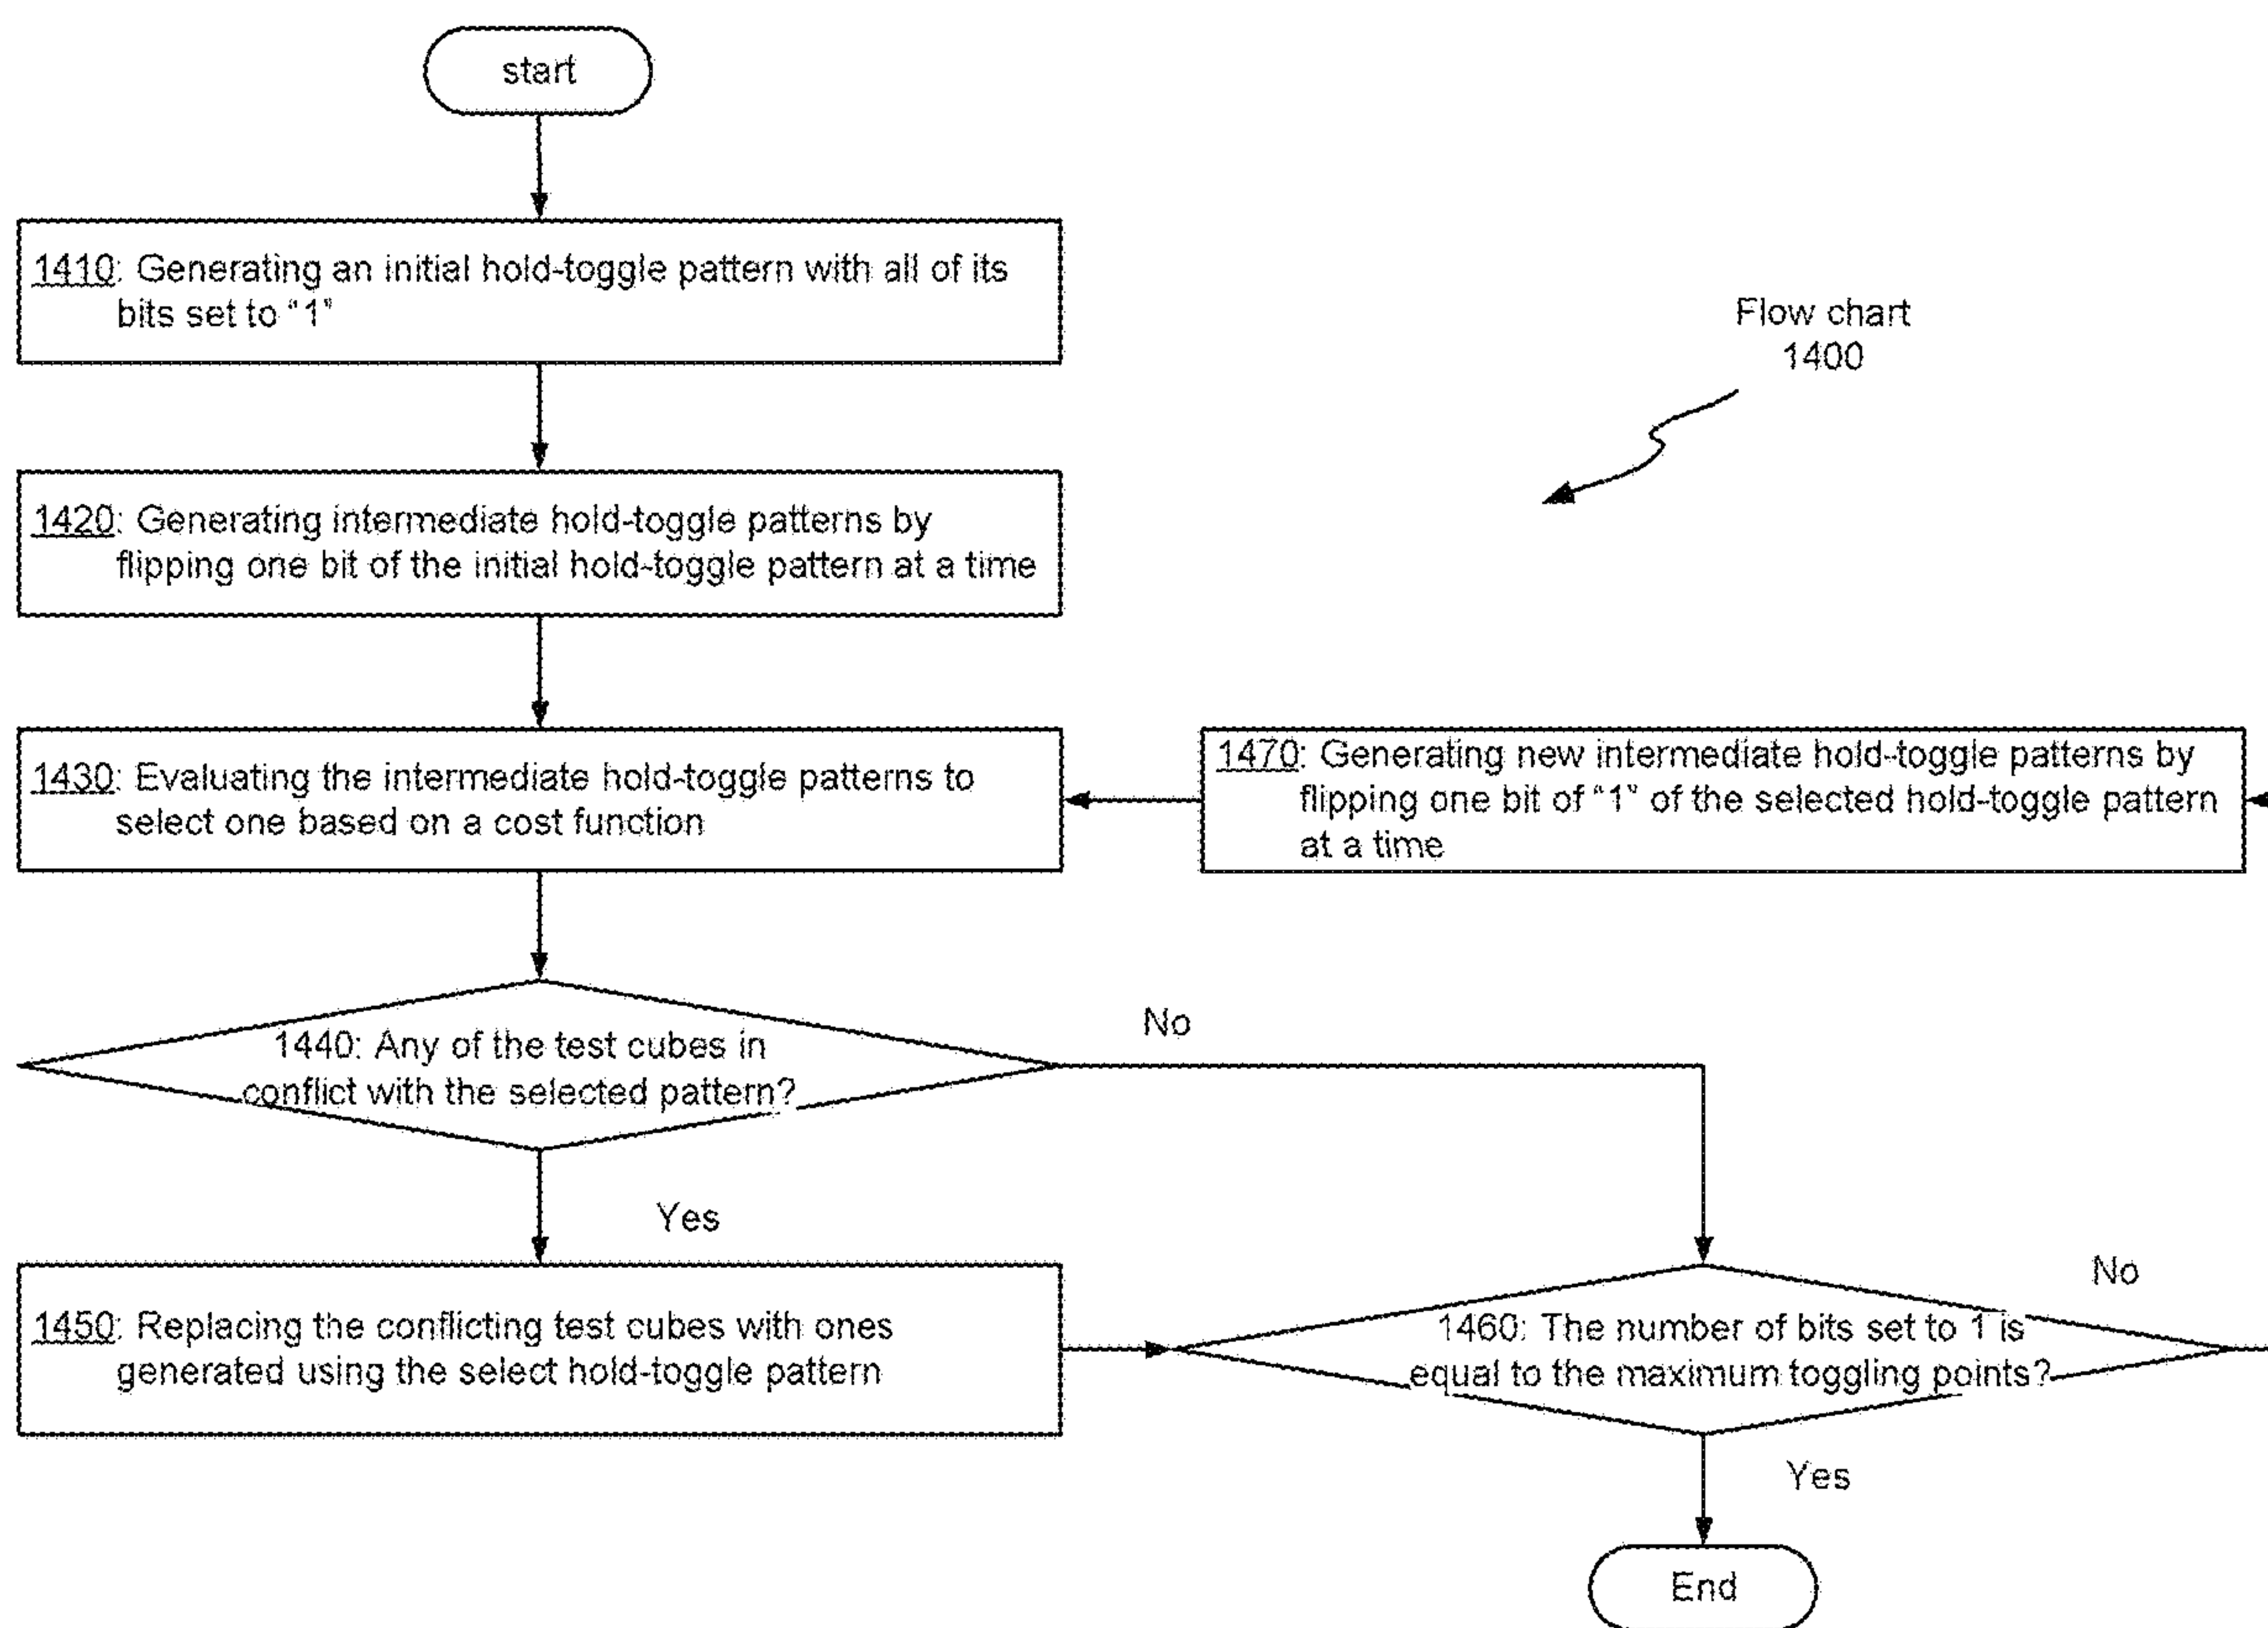 start
1410: Generating an initial hold-toggle pattern with all of its
bits set to "1"
Flow chart
1400
1420: Generating intermediate hold-toggle patterns by
flipping one bit of the initial hold-toggle pattern at a time
1430: Evaluating the intermediate hold-toggle patterns to
select one based on a cost function
1470: Generating new intermediate hold-toggle patterns by
flipping one bit of "1" of the selected hold-toggle pattern
at a time
1440: Any of the test cubes in
conflict with the selected pattern?
No
Yes
1450: Replacing the conflicting test cubes with ones
generated using the select hold-toggle pattern
1460: The number of bits set to 1 is
equal to the maximum toggling points?
No
Yes
End